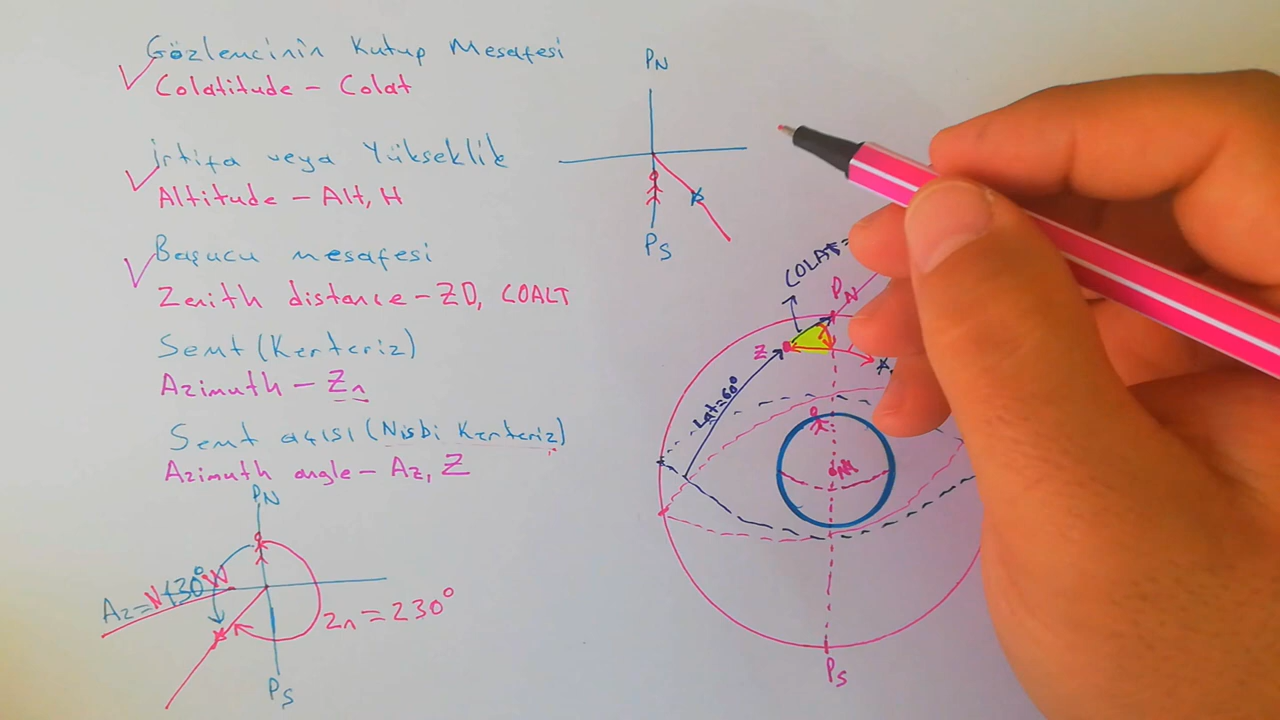 Gözlemcinin Kutup Mesafesi
Colatitude - Colat
İrtifa veya Yükseklik
Altitude - Alt, H
Başucu mesafesi
Zenith distance - ZD, COALT
Semt (Kerteriz)
Azimuth - Zn
Semt açısı (Nisbi Kerteriz)
Azimuth angle - Az, Z
PN
Az = N130°W
Zn = 230°
PS
PN
PS
COLAT =
PN
Z
Lat=60°
PS